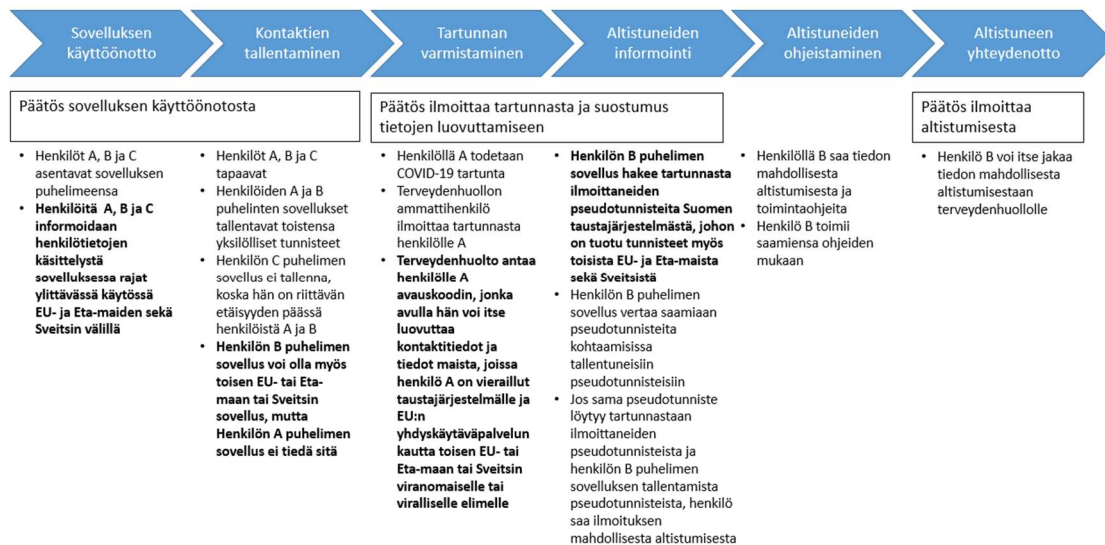 Sovelluksen
käyttöönotto
Kontaktien
tallentaminen
Tartunnan
varmistaminen
Altistuneiden
informointi
Altistuneiden
ohjeistaminen
Altistuneen
yhteydenotto
Päätös sovelluksen käyttöönotosta
Päätös ilmoittaa tartunnasta ja suostumus
tietojen luovuttamiseen
Päätös ilmoittaa
altistumisesta
• Henkilöt A, B ja C
asentavat sovelluksen
puhelimeensa
• Henkilöitä A, B ja C
informoidaan
henkilötietojen
käsittelystä
sovelluksessa rajat
ylittävässä käytössä
EU- ja Eta-maiden sekä
Sveitsin välillä
• Henkilöt A, B ja C
tapaavat
• Henkilöiden A ja B
puhelinten sovellukset
tallentavat toistensa
yksilölliset tunnisteet
• Henkilön C puhelimen
sovellus ei tallenna,
koska hän on riittävän
etäisyyden päässä
henkilöistä A ja B
• Henkilön B puhelimen
sovellus voi olla myös
toisen EU- tai Eta-
maan tai Sveitsin
sovellus, mutta
Henkilön A puhelimen
sovellus ei tiedä sitä
• Henkilöllä A todetaan
COVID-19 tartunta
• Terveydenhuollon
ammattihenkilö
ilmoittaa tartunnasta
henkilölle A
• Terveydenhuolto antaa
henkilölle A
avauskoodin, jonka
avulla hän voi itse
luovuttaa
kontaktitiedot ja
tiedot maista, joissa
henkilö A on vieraillut
taustajärjestelmälle ja
EU:n
yhdyskäytäväpalvelun
kautta toisen EU- tai
Eta-maan tai Sveitsin
viranomaiselle tai
viralliselle elimelle
• Henkilön B puhelimen
sovellus hakee tartunnasta
ilmoittaneiden
pseudotunnisteita Suomen
taustajärjestelmästä, johon
on tuotu tunnisteet myös
toisista EU- ja Eta-maista
sekä Sveitsistä
• Henkilön B puhelimen
sovellus vertaa saamiaan
pseudotunnisteita
kohtaamisissa
tallentuneisiin
pseudotunnisteisiin
• Jos sama pseudotunniste
löytyy tartunnastaan
ilmoittaneiden
pseudotunnisteista ja
henkilön B puhelimen
sovelluksen tallentamista
pseudotunnisteista, henkilö
saa ilmoituksen
mahdollisesta altistumisesta
• Henkilöllä B saa tiedon
mahdollisesta
altistumisesta ja
toimintaohjeita
• Henkilö B toimii
saamiensa ohjeiden
mukaan
• Henkilö B voi itse jakaa
tiedon mahdollisesta
altistumisestaan
terveydenhuollolle